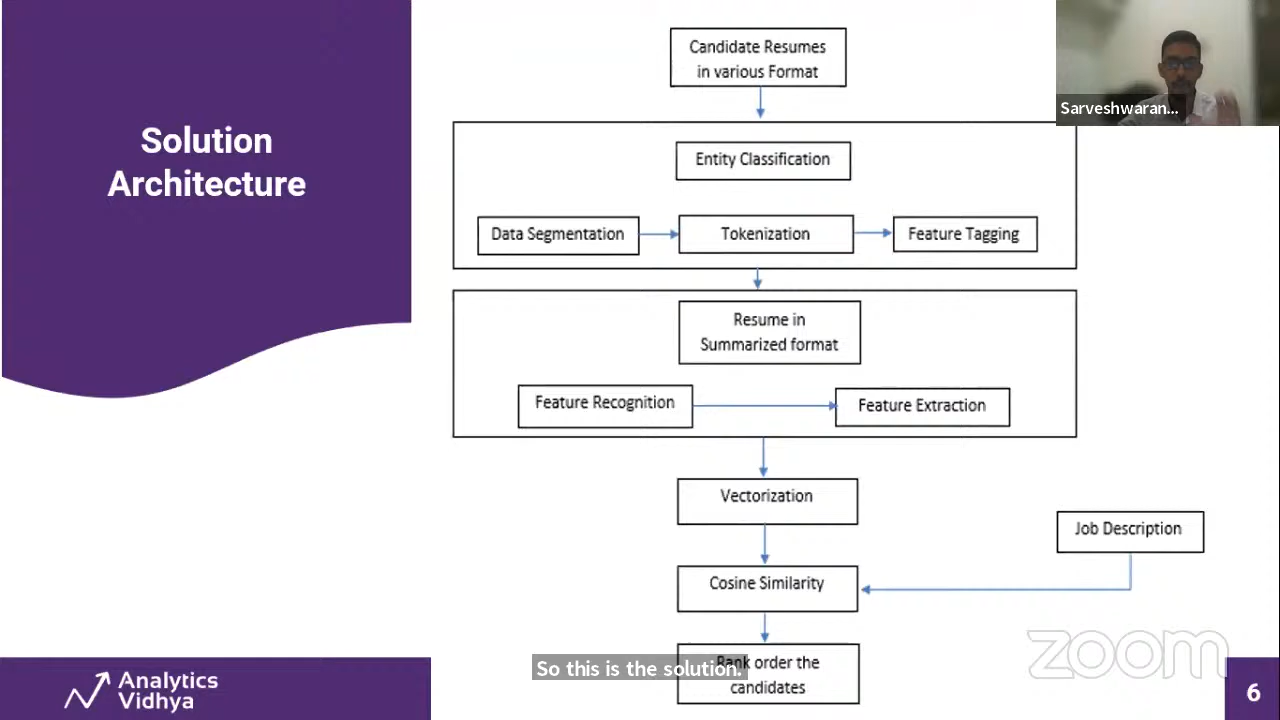 Solution
Architecture
Candidate Resumes
in various Format
Sarveshwaran...
Entity Classification
Data Segmentation
Tokenization
Feature Tagging
Resume in
Summarized format
Feature Recognition
Feature Extraction
Vectorization
Job Description
Cosine Similarity
Rank order the
candidates
So this is the solution.
zoom
Analytics
Vidhya
6